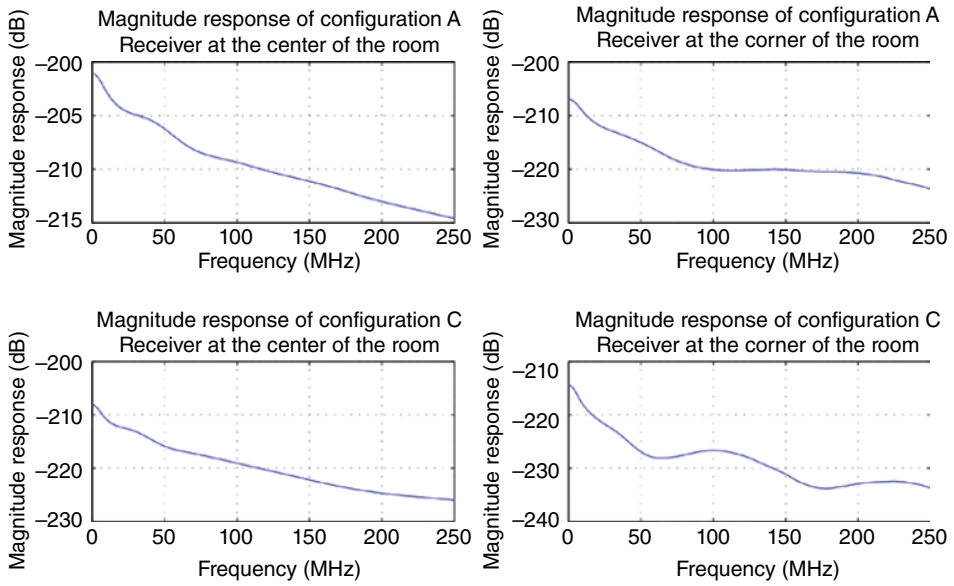 Magnitude response of configuration A
Receiver at the center of the room
Magnitude response (dB)
–200
–205
–210
–215
0 50 100 150 200 250
Frequency (MHz)
Magnitude response of configuration A
Receiver at the corner of the room
Magnitude response (dB)
–200
–210
–220
–230
0 50 100 150 200 250
Frequency (MHz)
Magnitude response of configuration C
Receiver at the center of the room
Magnitude response (dB)
–200
–210
–220
–230
0 50 100 150 200 250
Frequency (MHz)
Magnitude response of configuration C
Receiver at the corner of the room
Magnitude response (dB)
–210
–220
–230
–240
0 50 100 150 200 250
Frequency (MHz)